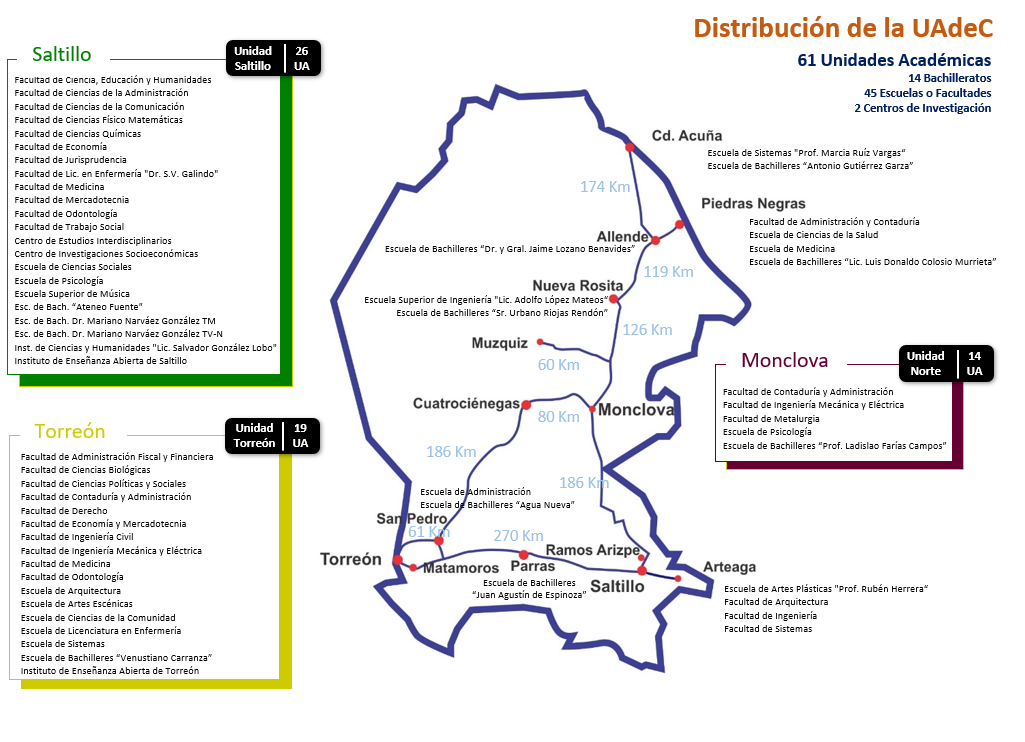 Distribución de la UAdeC
61 Unidades Académicas
14 Bachilleratos
45 Escuelas o Facultades
2 Centros de Investigación
Saltillo
Unidad Saltillo
26 UA
Facultad de Ciencia, Educación y Humanidades
Facultad de Ciencias de la Administración
Facultad de Ciencias de la Comunicación
Facultad de Ciencias Físico Matemáticas
Facultad de Ciencias Químicas
Facultad de Economía
Facultad de Jurisprudencia
Facultad de Lic. en Enfermería "Dr. S.V. Galindo"
Facultad de Medicina
Facultad de Mercadotecnia
Facultad de Odontología
Facultad de Trabajo Social
Centro de Estudios Interdisciplinarios
Centro de Investigaciones Socioeconómicas
Escuela de Ciencias Sociales
Escuela de Psicología
Escuela Superior de Música
Esc. de Bach. “Ateneo Fuente”
Esc. de Bach. Dr. Mariano Narváez González TM
Esc. de Bach. Dr. Mariano Narváez González TV-N
Inst. de Ciencias y Humanidades "Lic. Salvador González Lobo"
Instituto de Enseñanza Abierta de Saltillo
Torreón
Unidad Torreón
19 UA
Facultad de Administración Fiscal y Financiera
Facultad de Ciencias Biológicas
Facultad de Ciencias Políticas y Sociales
Facultad de Contaduría y Administración
Facultad de Derecho
Facultad de Economía y Mercadotecnia
Facultad de Ingeniería Civil
Facultad de Ingeniería Mecánica y Eléctrica
Facultad de Medicina
Facultad de Odontología
Escuela de Arquitectura
Escuela de Artes Escénicas
Escuela de Ciencias de la Comunidad
Escuela de Licenciatura en Enfermería
Escuela de Sistemas
Escuela de Bachilleres “Venustiano Carranza”
Instituto de Enseñanza Abierta de Torreón
Cd. Acuña
Escuela de Sistemas "Prof. Marcia Ruíz Vargas“
Escuela de Bachilleres “Antonio Gutiérrez Garza”
174 Km
Piedras Negras
Facultad de Administración y Contaduría
Escuela de Ciencias de la Salud
Escuela de Medicina
Escuela de Bachilleres “Lic. Luis Donaldo Colosio Murrieta”
Allende
Escuela de Bachilleres “Dr. y Gral. Jaime Lozano Benavides”
119 Km
Nueva Rosita
Escuela Superior de Ingeniería "Lic. Adolfo López Mateos“
Escuela de Bachilleres “Sr. Urbano Riojas Rendón”
126 Km
Muzquiz
60 Km
Cuatrociénegas
80 Km
Monclova
186 Km
186 Km
Monclova
Unidad Norte
14 UA
Facultad de Contaduría y Administración
Facultad de Ingeniería Mecánica y Eléctrica
Facultad de Metalurgia
Escuela de Psicología
Escuela de Bachilleres “Prof. Ladislao Farías Campos”
Escuela de Administración
Escuela de Bachilleres “Agua Nueva”
San Pedro
61 Km
270 Km
Ramos Arizpe
Torreón
Matamoros
Parras
Escuela de Bachilleres
“Juan Agustín de Espinoza”
Saltillo
Arteaga
Escuela de Artes Plásticas "Prof. Rubén Herrera“
Facultad de Arquitectura
Facultad de Ingeniería
Facultad de Sistemas